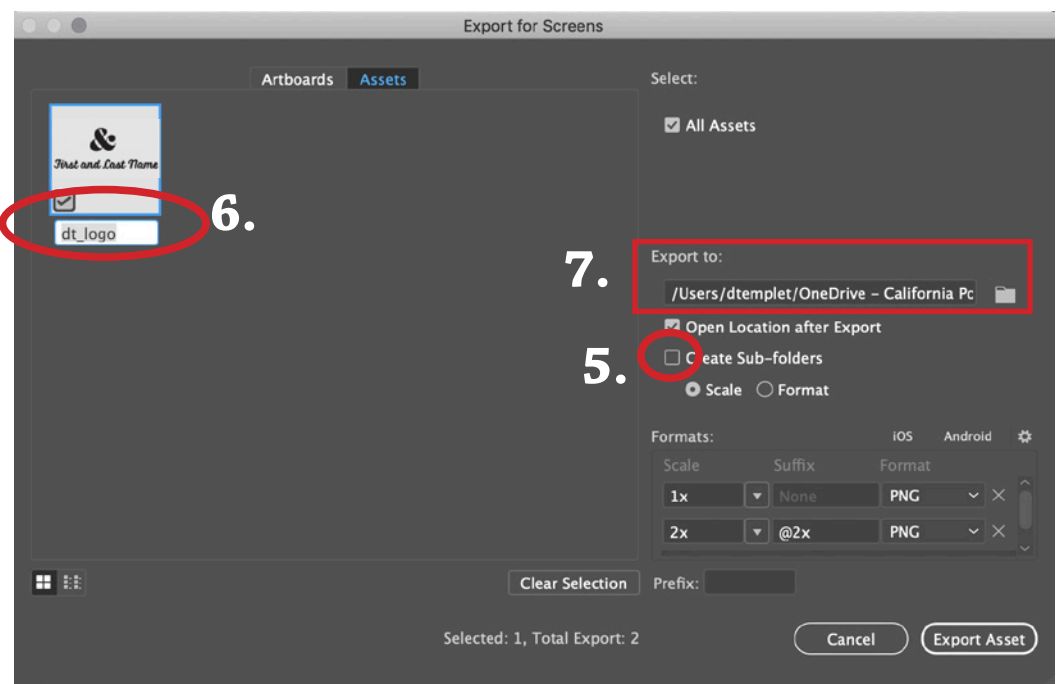 Export for Screens
Artboards Assets
&
First and Last Name
dt_logo
6.
Select:
All Assets
7.
Export to:
/Users/dtemplet/OneDrive – California Po
Open Location after Export
5.
Create Sub-folders
Scale Format
Formats: iOS Android
Scale Suffix Format
1x None PNG
2x @2x PNG
Clear Selection Prefix:
Selected: 1, Total Export: 2
Cancel Export Asset